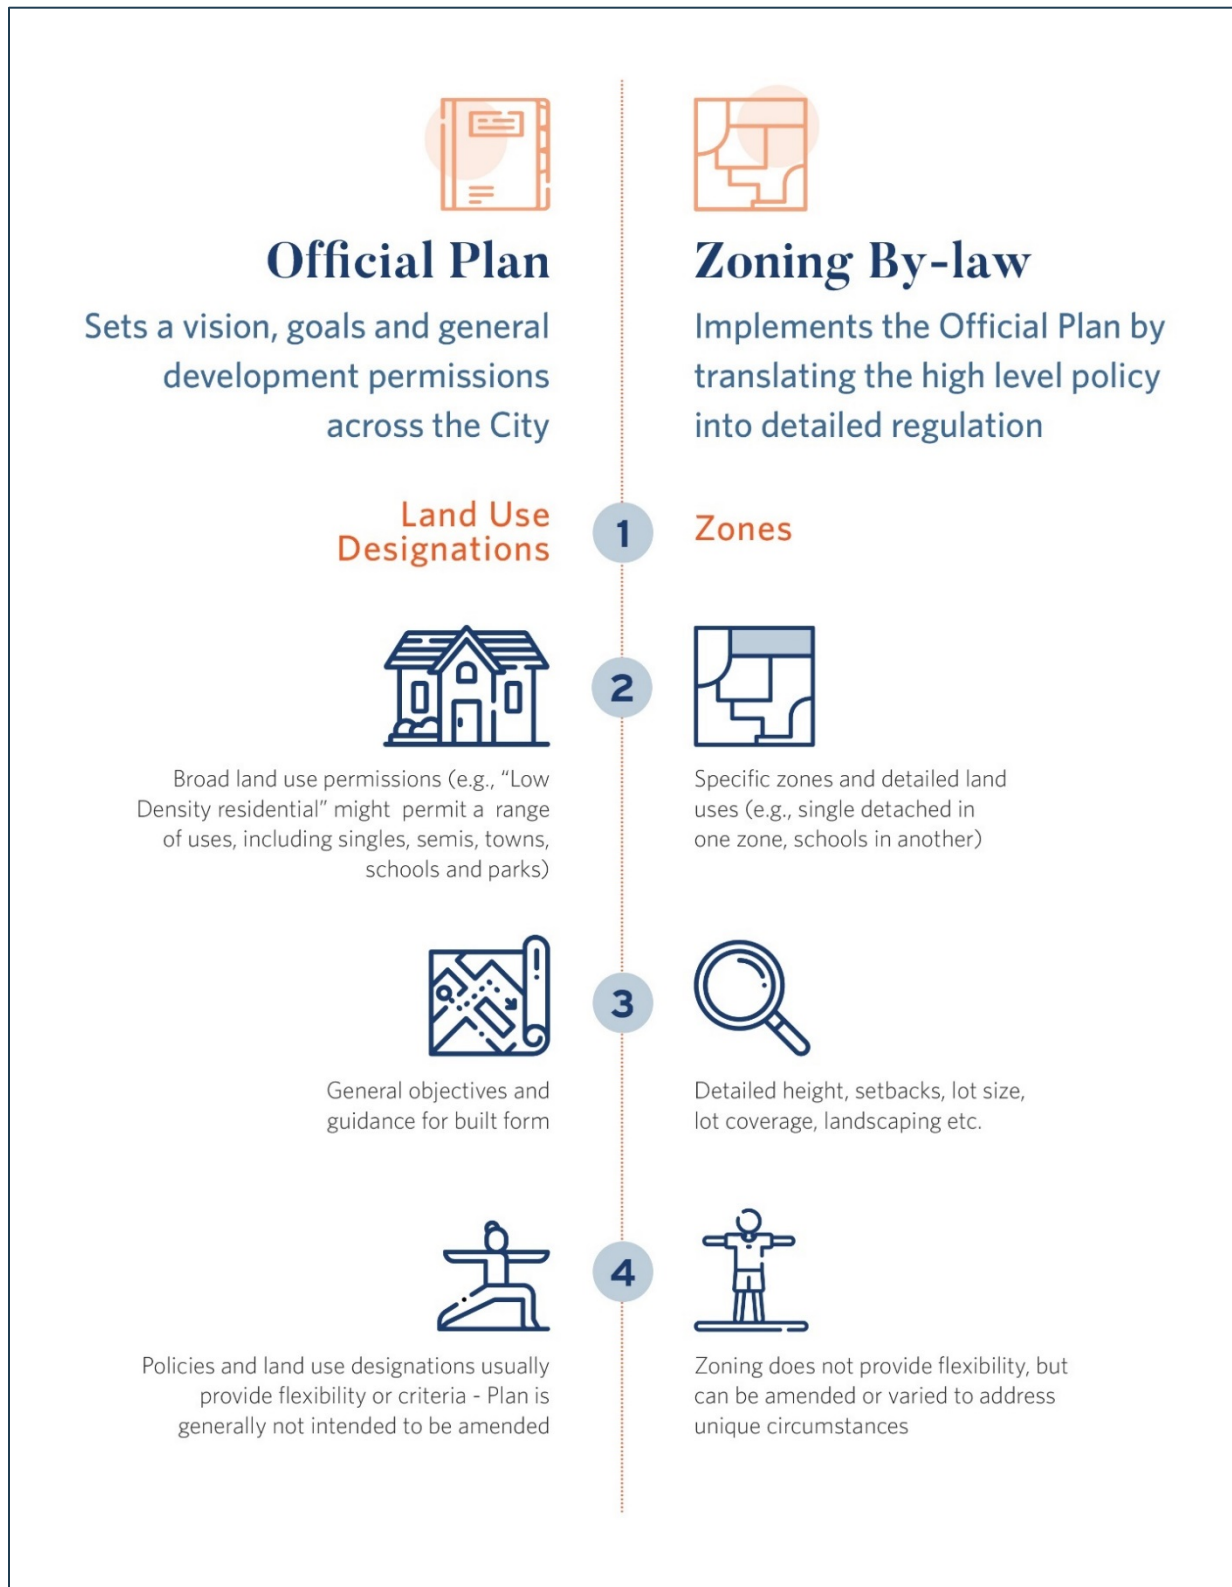 Official Plan
Sets a vision, goals and general
development permissions
across the City
Zoning By-law
Implements the Official Plan by
translating the high level policy
into detailed regulation
Land Use
Designations
1
Zones
2
Broad land use permissions (e.g., “Low
Density residential” might permit a range
of uses, including singles, semis, towns,
schools and parks)
Specific zones and detailed land
uses (e.g., single detached in
one zone, schools in another)
3
General objectives and
guidance for built form
Detailed height, setbacks, lot size,
lot coverage, landscaping etc.
4
Policies and land use designations usually
provide flexibility or criteria - Plan is
generally not intended to be amended
Zoning does not provide flexibility, but
can be amended or varied to address
unique circumstances